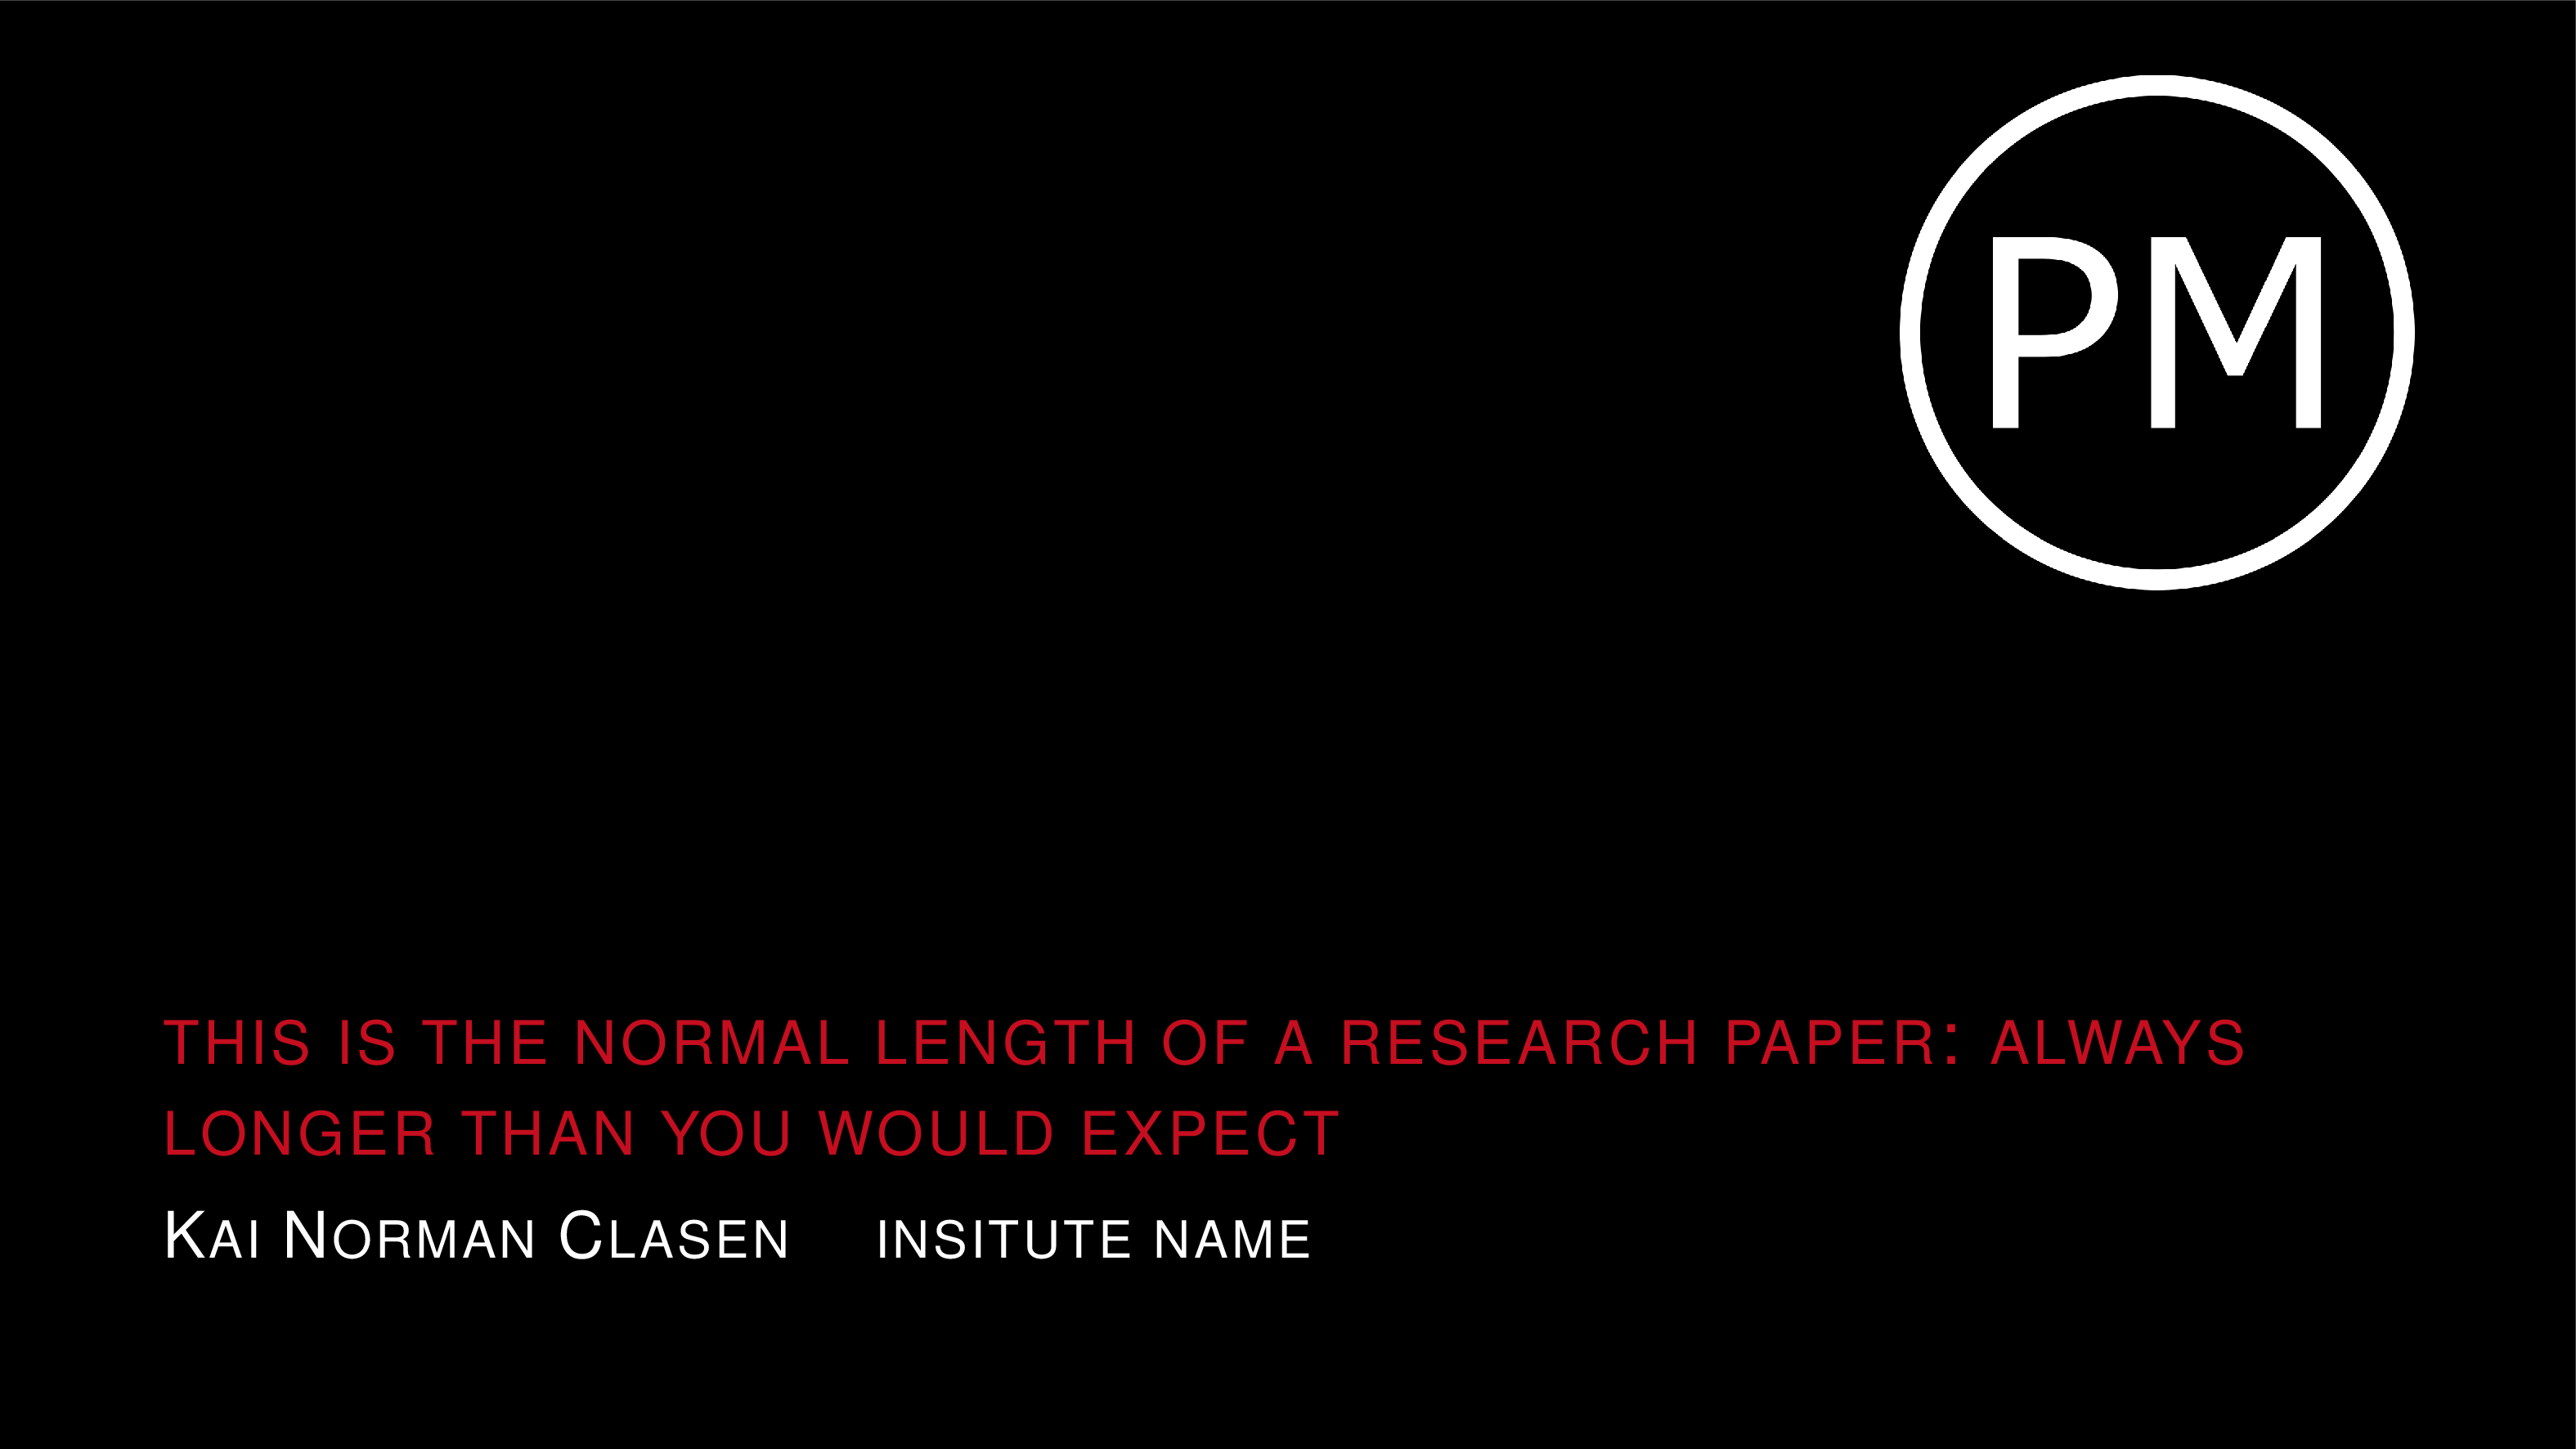 PM
THIS IS THE NORMAL LENGTH OF A RESEARCH PAPER: ALWAYS
LONGER THAN YOU WOULD EXPECT
KAI NORMAN CLASEN INSITUTE NAME